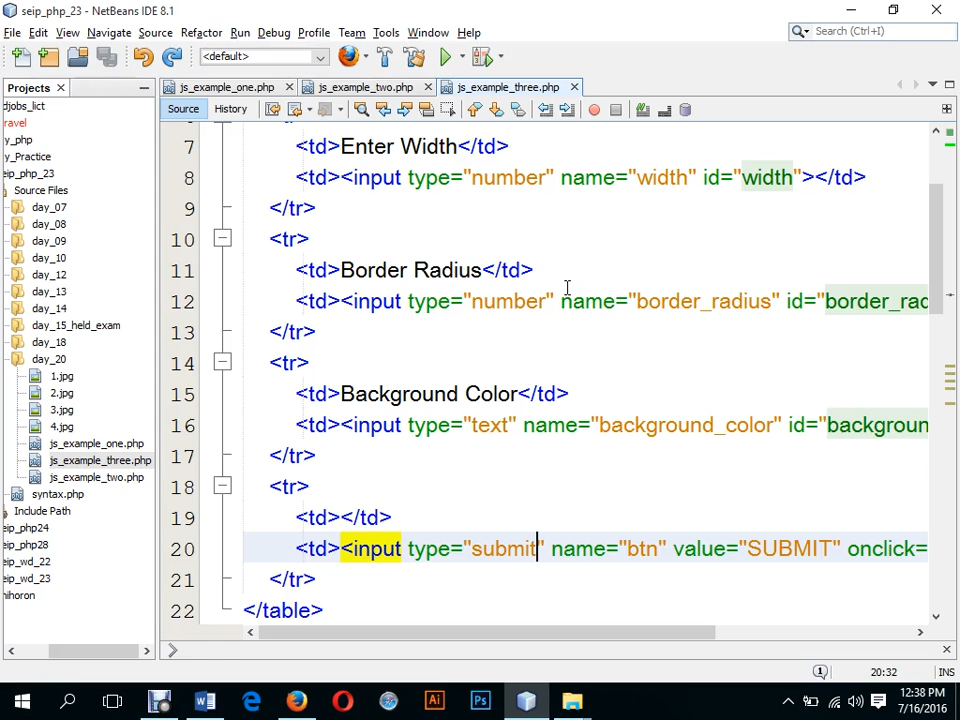 seip_php_23 - NetBeans IDE 8.1
File Edit View Navigate Source Refactor Run Debug Profile Team Tools Window Help
Search (Ctrl+I)
<default>
Projects
js_example_one.php
js_example_two.php
js_example_three.php
Source History
djobs_list
ravel
y_php
y_Practice
eip_php_23
Source Files
day_07
day_08
day_09
day_10
day_12
day_13
day_14
day_15_held_exam
day_18
day_20
1.jpg
2.jpg
3.jpg
4.jpg
js_example_one.php
js_example_three.php
js_example_two.php
syntax.php
Include Path
eip_php24
eip_php28
eip_wd_22
eip_wd_23
nihoron
7 <td>Enter Width</td>
8 <td><input type="number" name="width" id="width"></td>
9 </tr>
10 <tr>
11 <td>Border Radius</td>
12 <td><input type="number" name="border_radius" id="border_rad
13 </tr>
14 <tr>
15 <td>Background Color</td>
16 <td><input type="text" name="background_color" id="backgroun
17 </tr>
18 <tr>
19 <td></td>
20 <td><input type="submit" name="btn" value="SUBMIT" onclick=
21 </tr>
22 </table>
20:32 INS
12:38 PM
7/16/2016
Ai
Ps